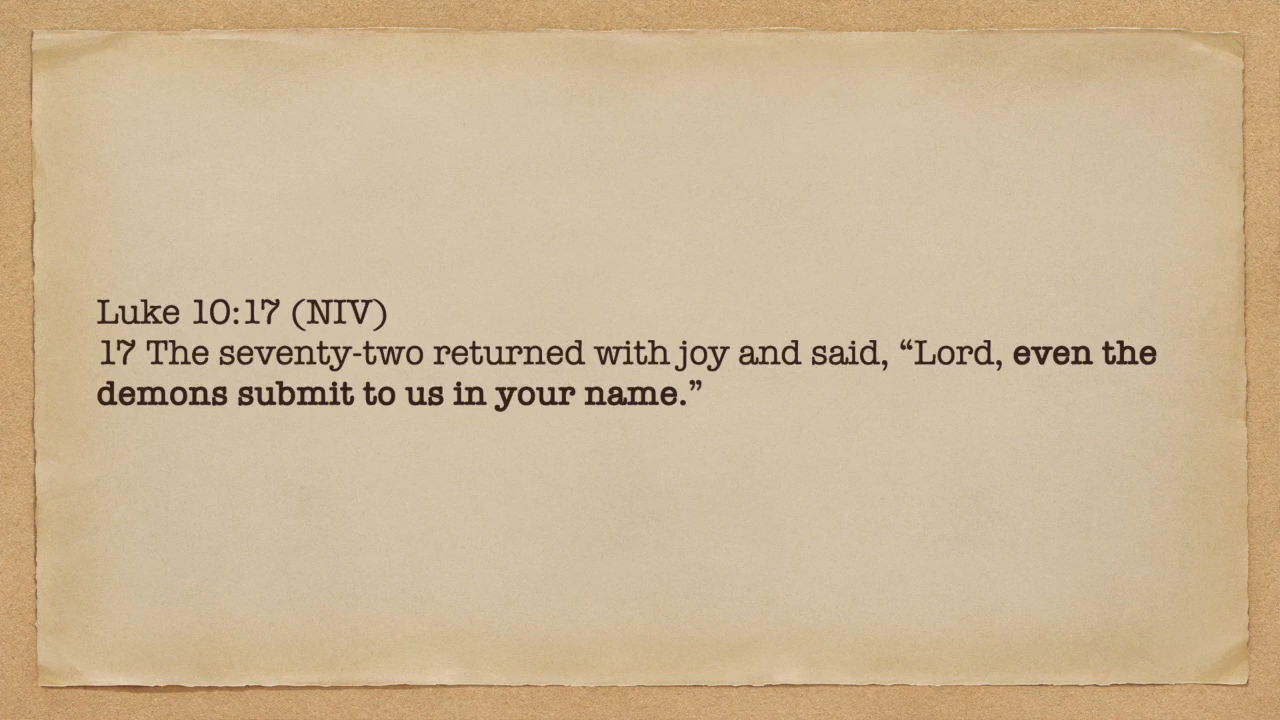 Luke 10:17 (NIV)
17 The seventy-two returned with joy and said, “Lord, even the
demons submit to us in your name.”